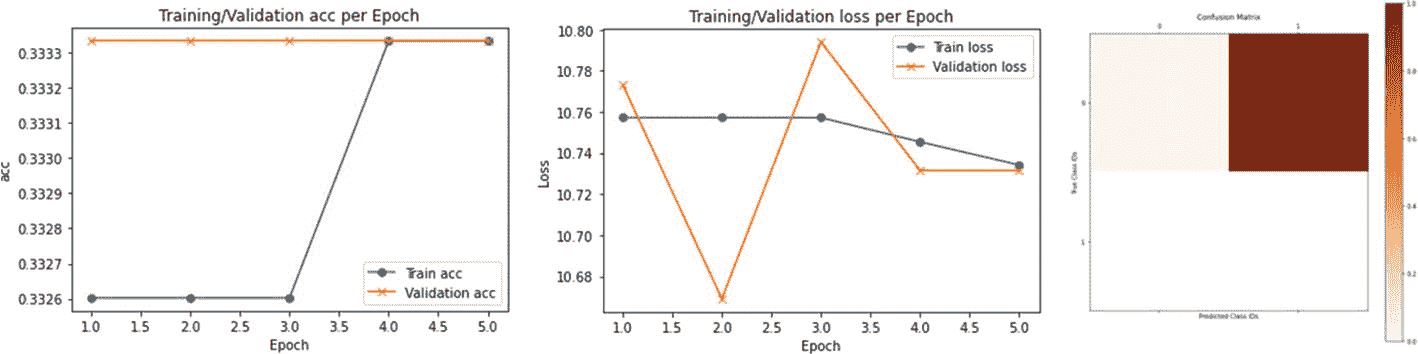 Training/Validation acc per Epoch
0.3333
0.3332
0.3331
0.3330
0.3329
0.3328
0.3327
0.3326
acc
1.0 1.5 2.0 2.5 3.0 3.5 4.0 4.5 5.0
Epoch
Train acc
Validation acc
Training/Validation loss per Epoch
10.80
10.78
10.76
10.74
10.72
10.70
10.68
Loss
1.0 1.5 2.0 2.5 3.0 3.5 4.0 4.5 5.0
Epoch
Train loss
Validation loss
Confusion Matrix
0 1
0
1
True Class IDs
Predicted Class IDs
1.0
0.8
0.6
0.4
0.2
0.0